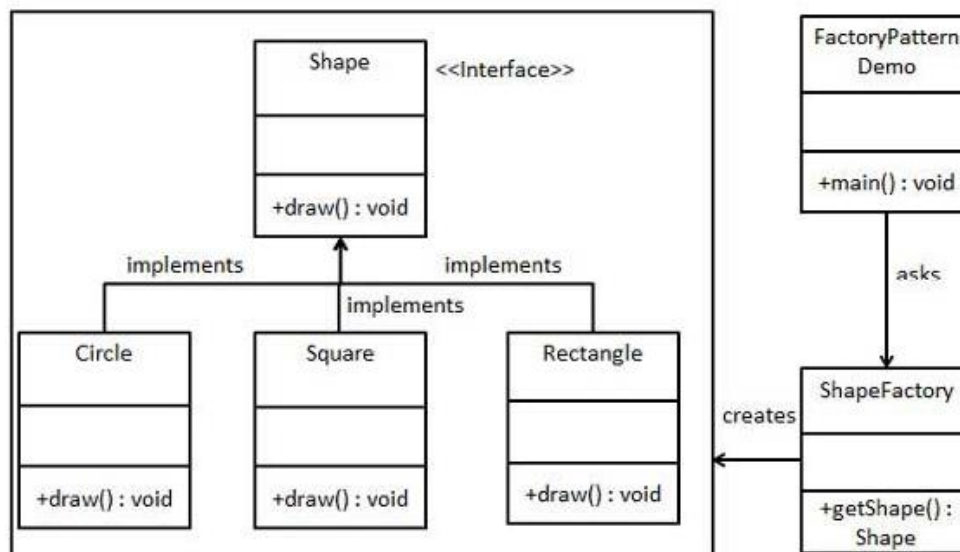 Shape
<<Interface>>
+draw() : void
implements
implements
implements
Circle
+draw() : void
Square
+draw() : void
Rectangle
+draw() : void
FactoryPattern
Demo
+main() : void
asks
ShapeFactory
+getShape() :
Shape
creates